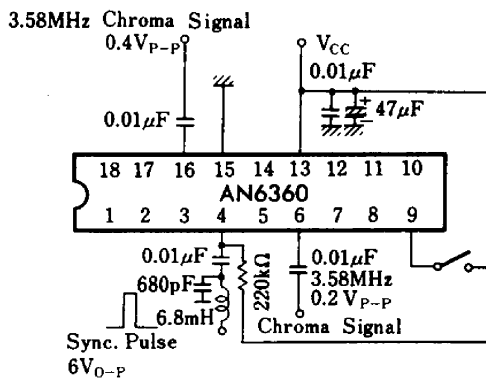 3.58MHz Chroma Signal
0.4VP-P
VCC
0.01μF
0.01μF
+
47μF
−
18 17 16 15 14 13 12 11 10
AN6360
1 2 3 4 5 6 7 8 9
0.01μF
680pF
6.8mH
220kΩ
0.01μF
3.58MHz
0.2 VP-P
Chroma Signal
Sync. Pulse
6VO-P